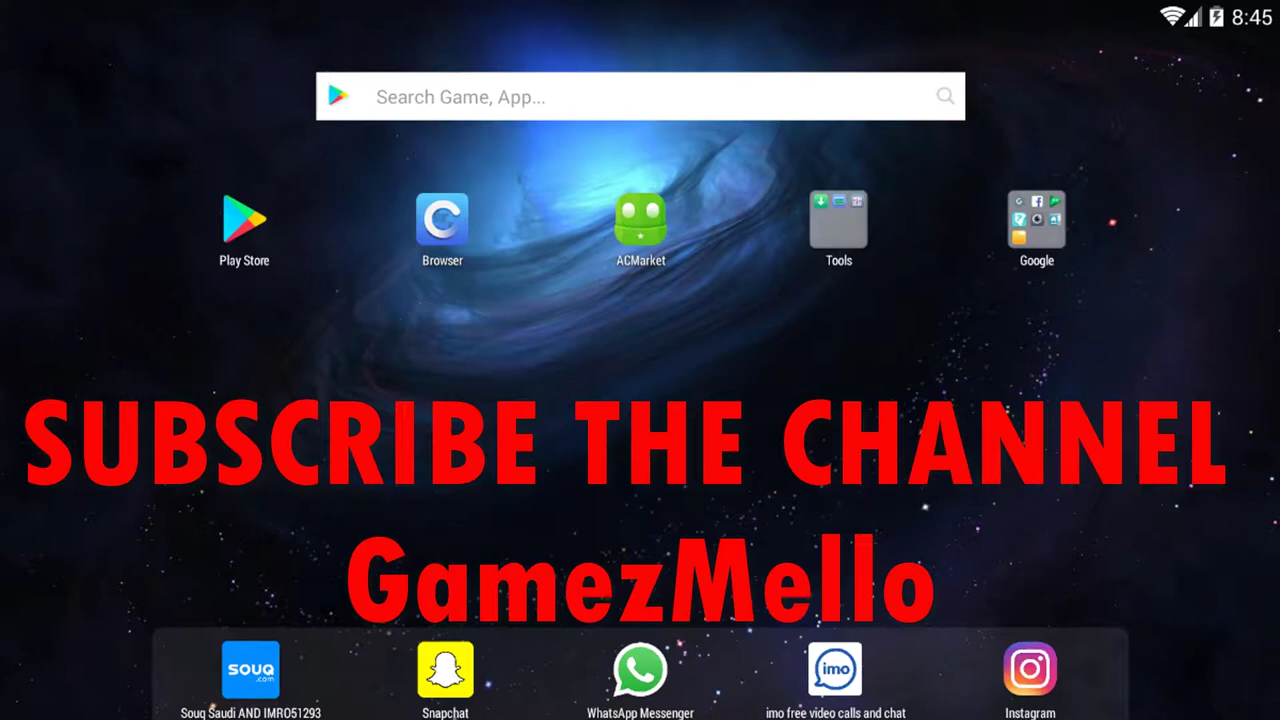 8:45
Search Game, App...
Play Store
Browser
ACMarket
Tools
Google
SUBSCRIBE THE CHANNEL
GamezMello
souq
.com
imo
Souq Saudi AND IMRO51293
Snapchat
WhatsApp Messenger
imo free video calls and chat
Instagram